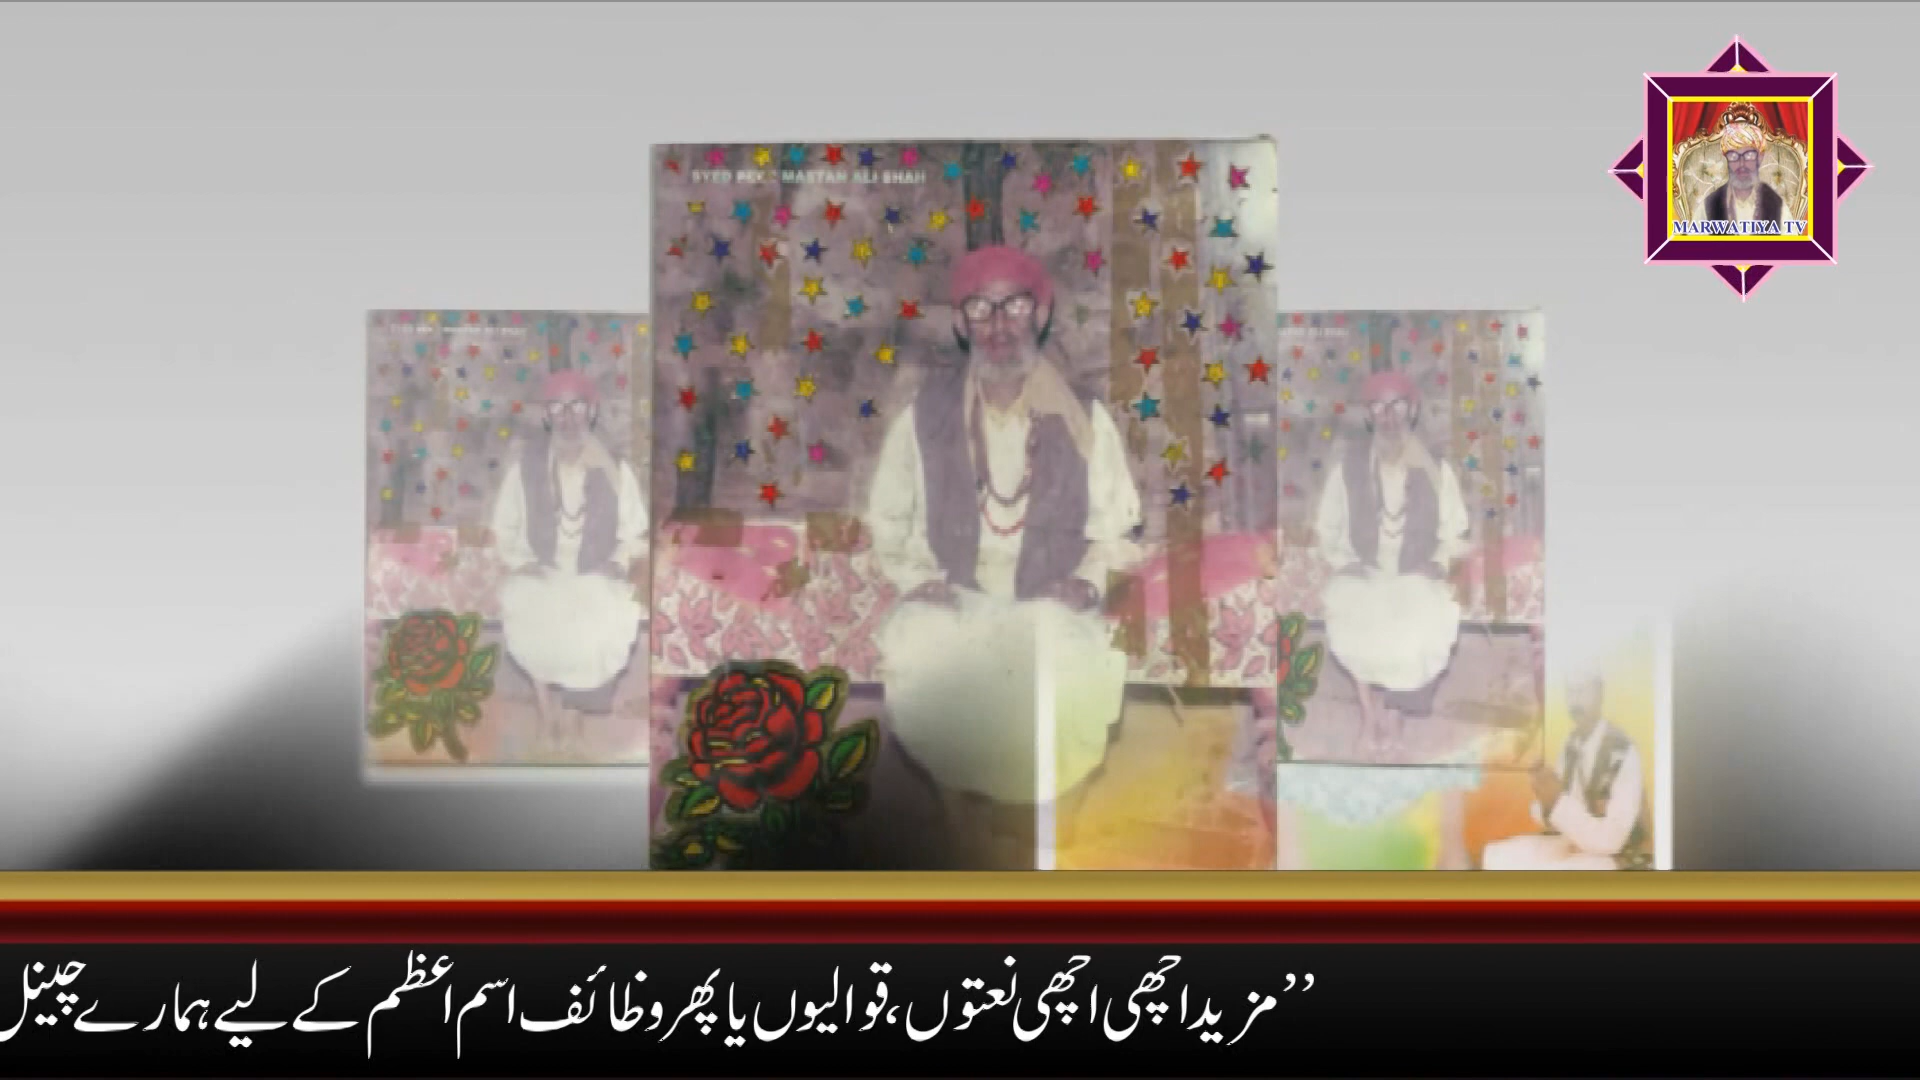 SYED MASTAN ALI SHAH
MARWATIYA TV
’’مزید اچھی اچھی نعتوں، قوالیوں یا پھر وظائف اسم اعظم کے لیے ہمارے چینل